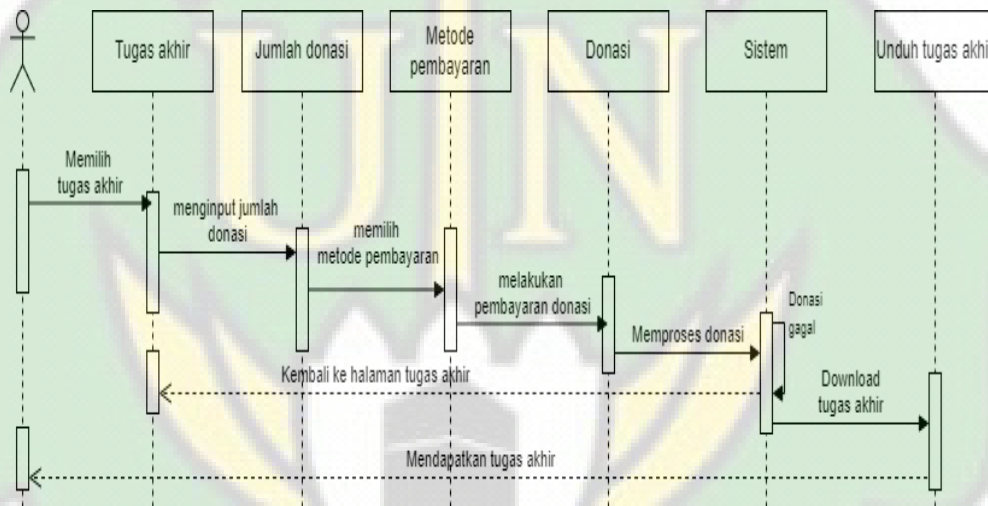 Tugas akhir
Jumlah donasi
Metode
pembayaran
Donasi
Sistem
Unduh tugas akhi
UIN
Memilih
tugas akhir
menginput jumlah
donasi
memilih
metode pembayaran
melakukan
pembayaran donasi
Memproses donasi
Donasi
gagal
Kembali ke halaman tugas akhir
Download
tugas akhir
Mendapatkan tugas akhir